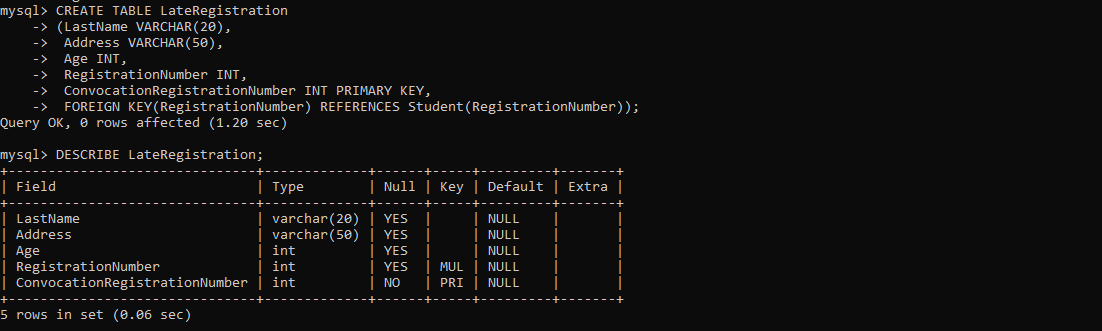 mysql> CREATE TABLE LateRegistration
    -> (LastName VARCHAR(20),
    ->  Address VARCHAR(50),
    ->  Age INT,
    ->  RegistrationNumber INT,
    ->  ConvocationRegistrationNumber INT PRIMARY KEY,
    ->  FOREIGN KEY(RegistrationNumber) REFERENCES Student(RegistrationNumber));
Query OK, 0 rows affected (1.20 sec)

mysql> DESCRIBE LateRegistration;
+-------------------------------+-------------+------+-----+---------+-------+
| Field                         | Type        | Null | Key | Default | Extra |
+-------------------------------+-------------+------+-----+---------+-------+
| LastName                      | varchar(20) | YES  |     | NULL    |       |
| Address                       | varchar(50) | YES  |     | NULL    |       |
| Age                           | int         | YES  |     | NULL    |       |
| RegistrationNumber            | int         | YES  | MUL | NULL    |       |
| ConvocationRegistrationNumber | int         | NO   | PRI | NULL    |       |
+-------------------------------+-------------+------+-----+---------+-------+
5 rows in set (0.06 sec)